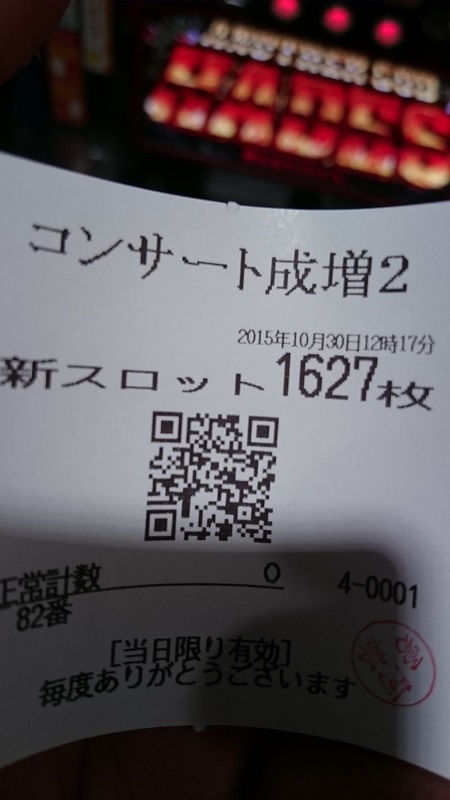 ANOTHER GOD
HADES
コンサート成増2
2015年10月30日12時17分
新スロット1627枚
正常計数 0 4-0001
82番
[当日限り有効]
毎度ありがとうございます